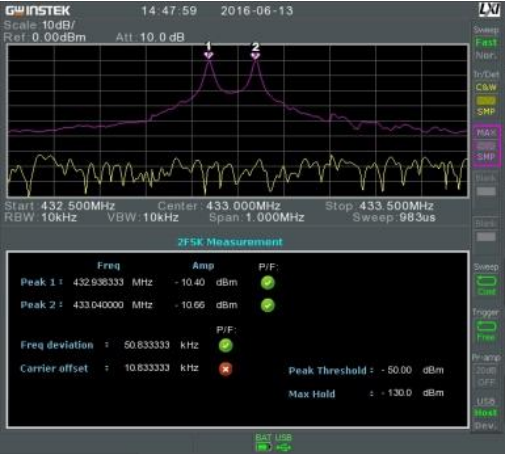 GWINSTEK 14:47:59 2016-06-13 LXI
Scale:10dB/
Ref:0.00dBm Att:10.0 dB
1 2
Start:432.500MHz Center:433.000MHz Stop:433.500MHz
RBW:10kHz VBW:10kHz Span:1.000MHz Sweep:983us
2FSK Measurement
Freq Amp P/F:
Peak 1 : 432.938333 MHz - 10.40 dBm
Peak 2 : 433.040000 MHz - 10.66 dBm
P/F:
Freq deviation : 50.833333 kHz
Carrier offset : 10.833333 kHz
Peak Threshold : - 50.00 dBm
Max Hold : - 130.0 dBm
BAT USB
Sweep
Fast
Nor.
Tr/Det
C&W
SMP
MAX
SMP
Blank
Blank
Sweep
Cont
Trigger
Free
Pr-amp
20dB
OFF
USB
Host
Dev.